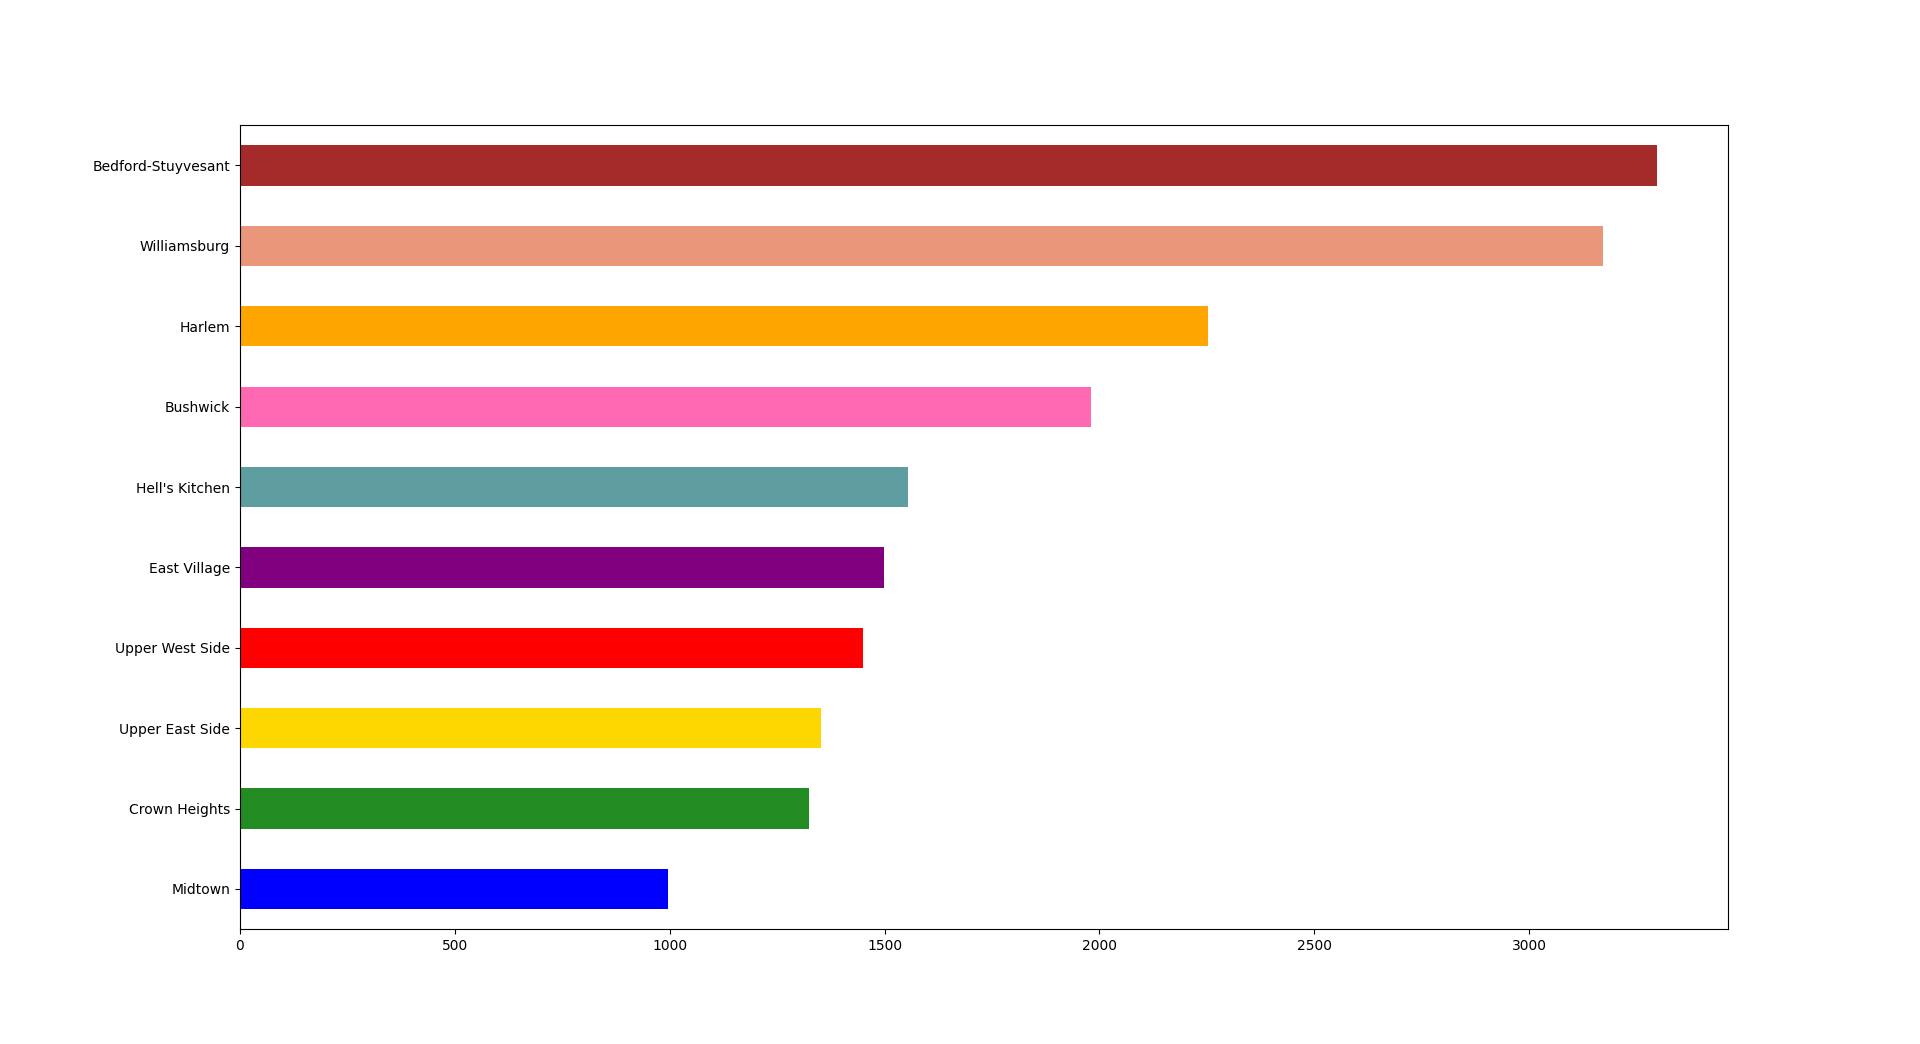 Bedford-Stuyvesant
Williamsburg
Harlem
Bushwick
Hell's Kitchen
East Village
Upper West Side
Upper East Side
Crown Heights
Midtown
0 500 1000 1500 2000 2500 3000